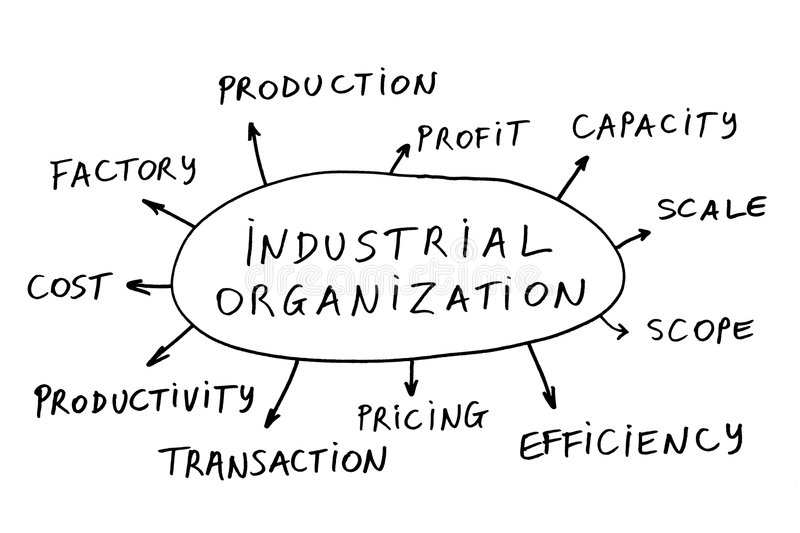 PRODUCTION
PROFIT
CAPACITY
FACTORY
SCALE
INDUSTRIAL
ORGANIZATION
COST
SCOPE
PRODUCTIVITY
PRICING
TRANSACTION
EFFICIENCY